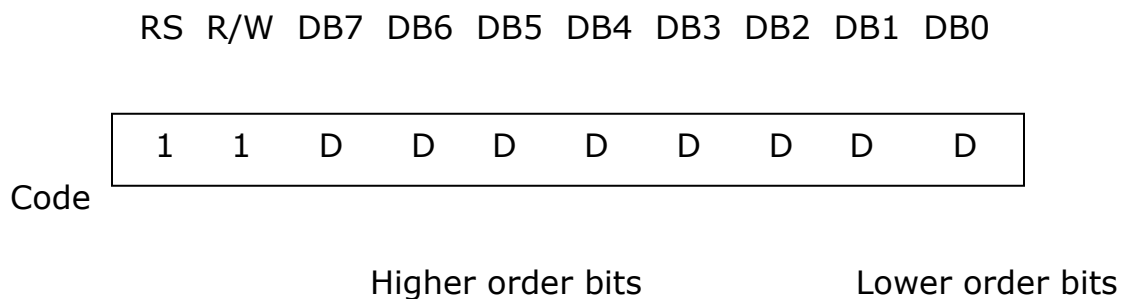 RS R/W DB7 DB6 DB5 DB4 DB3 DB2 DB1 DB0
1 1 D D D D D D D D
Code
Higher order bits Lower order bits